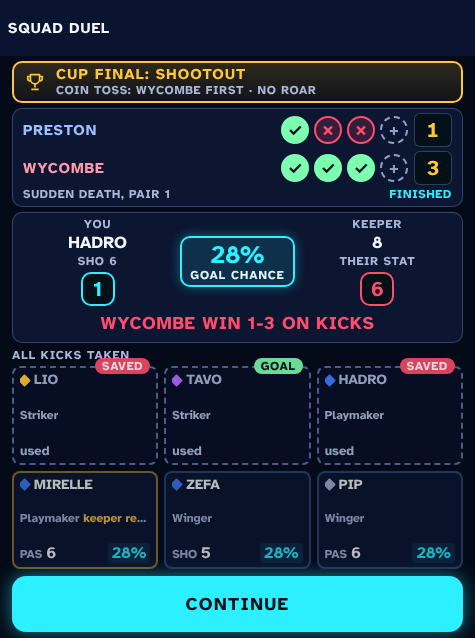 SQUAD DUEL
CUP FINAL: SHOOTOUT
COIN TOSS: WYCOMBE FIRST · NO ROAR
PRESTON
+
1
WYCOMBE
+
3
SUDDEN DEATH, PAIR 1
FINISHED
YOU
HADRO
SHO 6
1
28%
GOAL CHANCE
KEEPER
8
THEIR STAT
6
WYCOMBE WIN 1-3 ON KICKS
ALL KICKS TAKEN
SAVED
LIO
Striker
used
GOAL
TAVO
Striker
used
SAVED
HADRO
Playmaker
used
MIRELLE
Playmaker keeper re...
PAS 6
28%
ZEFA
Winger
SHO 5
28%
PIP
Winger
PAS 6
28%
CONTINUE